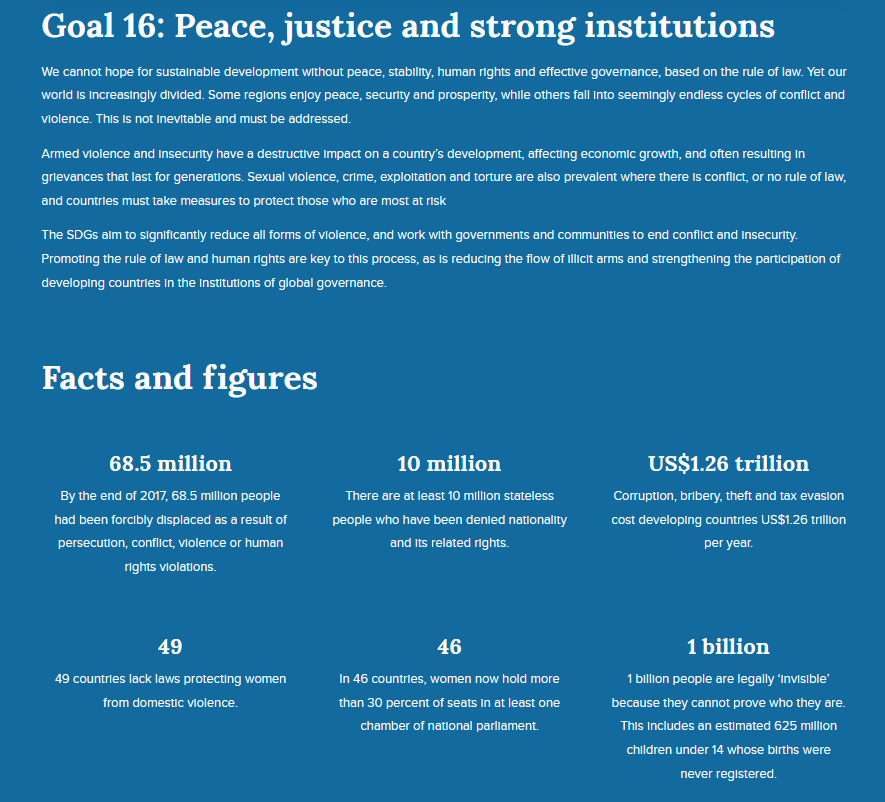 Goal 16: Peace, justice and strong institutions
We cannot hope for sustainable development without peace, stability, human rights and effective governance, based on the rule of law. Yet our
world is increasingly divided. Some regions enjoy peace, security and prosperity, while others fall into seemingly endless cycles of conflict and
violence. This is not inevitable and must be addressed.
Armed violence and insecurity have a destructive impact on a country's development, affecting economic growth, and often resulting in
grievances that last for generations. Sexual violence, crime, exploitation and torture are also prevalent where there is conflict, or no rule of law,
and countries must take measures to protect those who are most at risk
The SDGs aim to significantly reduce all forms of violence, and work with governments and communities to end conflict and insecurity.
Promoting the rule of law and human rights are key to this process, as is reducing the flow of illicit arms and strengthening the participation of
developing countries in the institutions of global governance.
Facts and figures
68.5 million
By the end of 2017, 68.5 million people
had been forcibly displaced as a result of
persecution, conflict, violence or human
rights violations.
10 million
There are at least 10 million stateless
people who have been denied nationality
and its related rights.
US$1.26 trillion
Corruption, bribery, theft and tax evasion
cost developing countries US$1.26 trillion
per year.
49
49 countries lack laws protecting women
from domestic violence.
46
In 46 countries, women now hold more
than 30 percent of seats in at least one
chamber of national parliament.
1 billion
1 billion people are legally ‘invisible’
because they cannot prove who they are.
This includes an estimated 625 million
children under 14 whose births were
never registered.